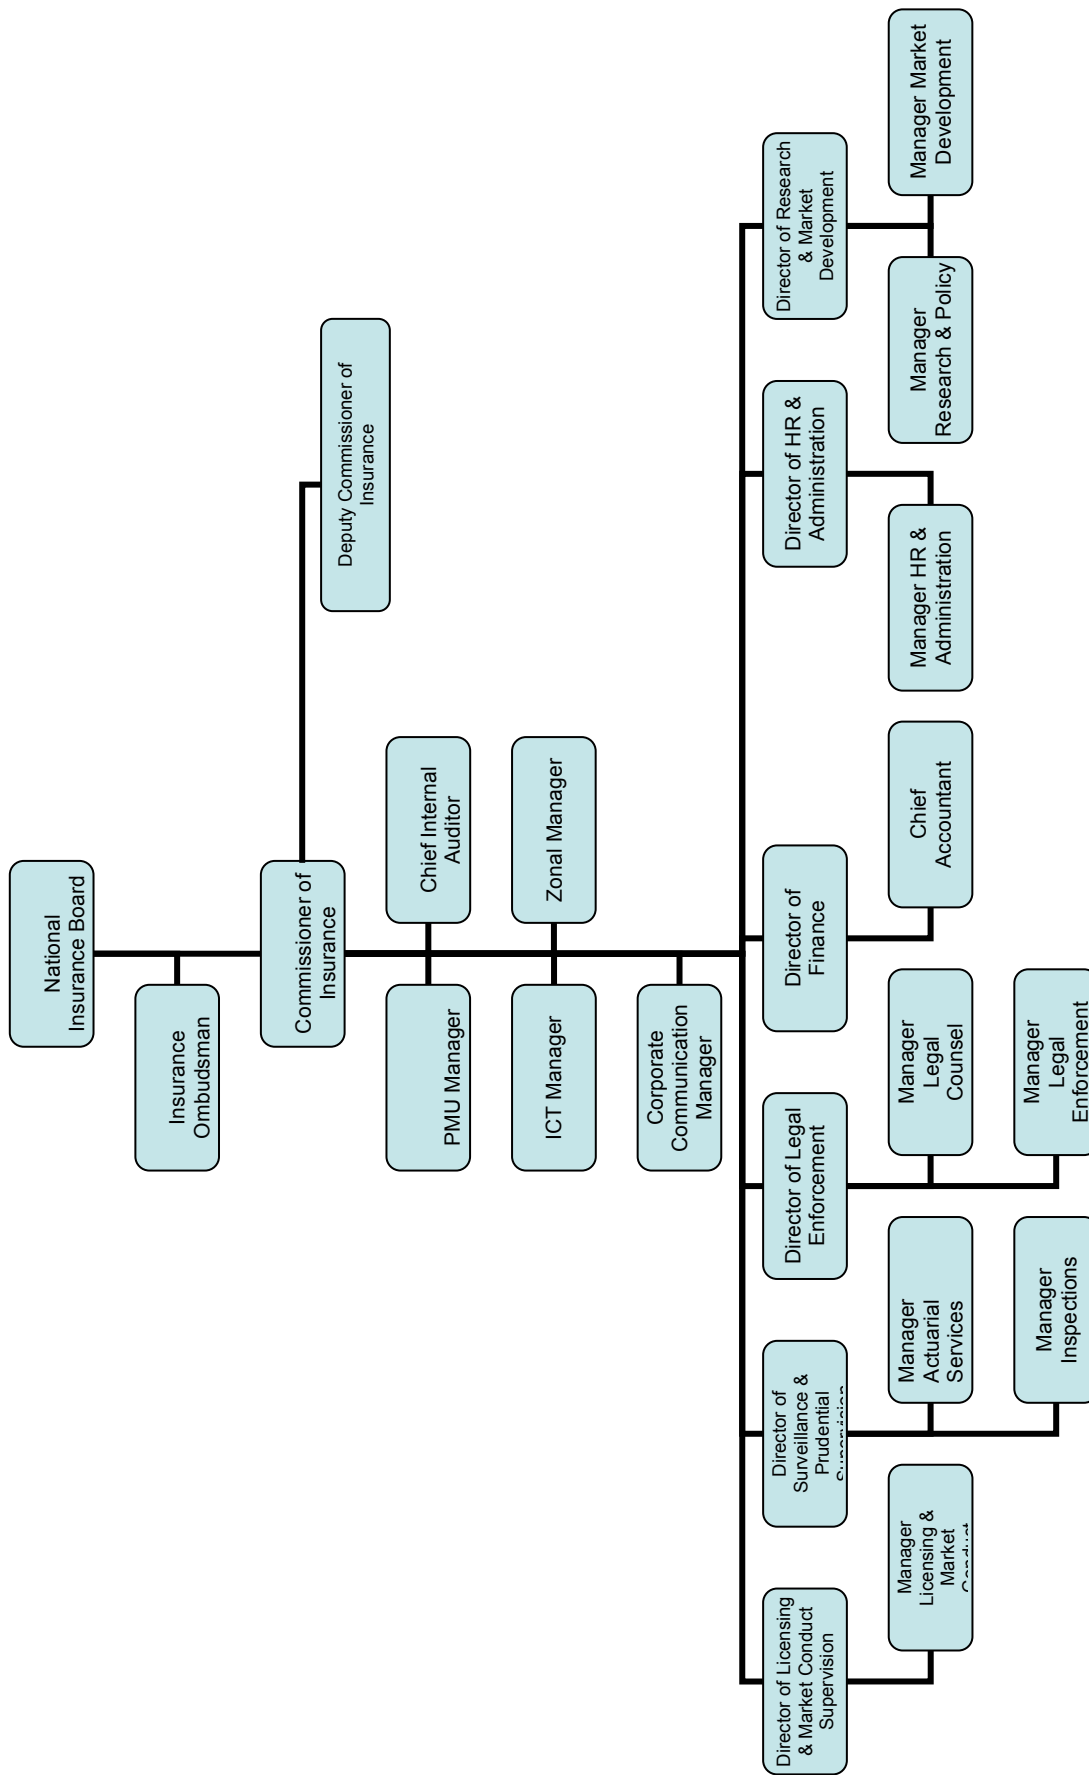 National
Insurance Board
Insurance
Ombudsman
Commissioner of
Insurance
Deputy Commissioner of
Insurance
PMU Manager
Chief Internal
Auditor
ICT Manager
Zonal Manager
Corporate
Communication
Manager
Director of Licensing
& Market Conduct
Supervision
Director of
Surveillance &
Prudential
Supervision
Director of Legal
Enforcement
Director of
Finance
Director of HR &
Administration
Director of Research
& Market
Development
Manager
Licensing &
Market
Conduct
Manager
Actuarial
Services
Manager
Legal
Counsel
Chief
Accountant
Manager HR &
Administration
Manager
Research & Policy
Manager Market
Development
Manager
Inspections
Manager
Legal
Enforcement